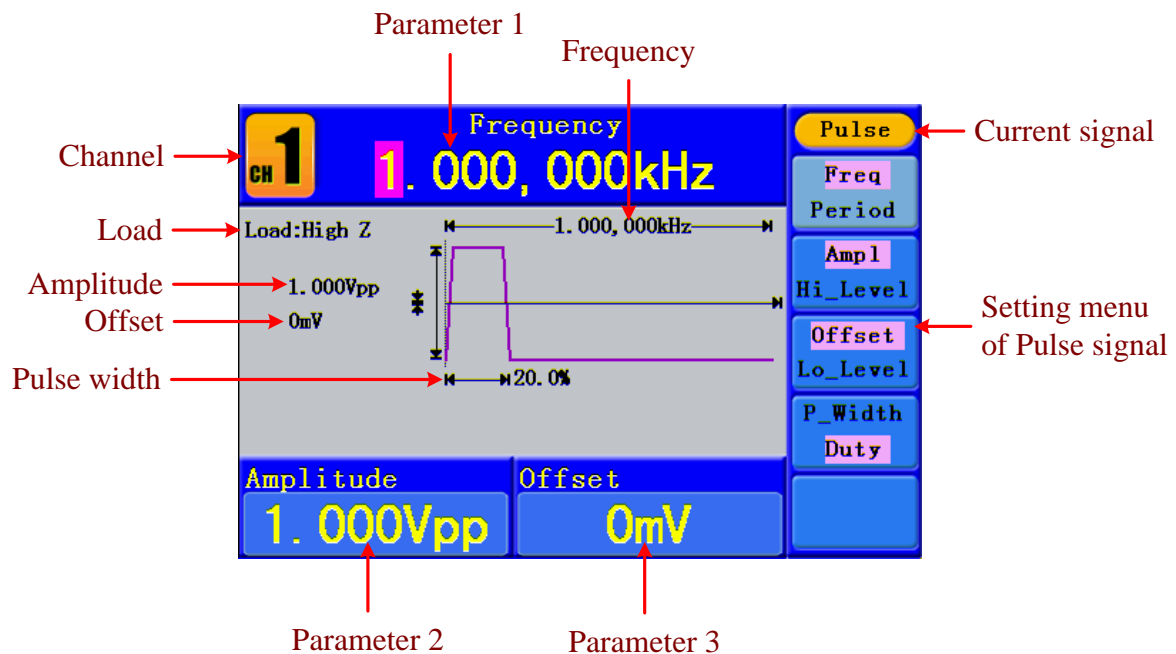 Parameter 1
Frequency
Frequency
Pulse
Current signal
Channel
CH 1
1.000,000kHz
Freq
Period
Load
Load:High Z
1.000,000kHz
Ampl
Hi_Level
Amplitude
1.000Vpp
Offset
0mV
Setting menu
of Pulse signal
Offset
Lo_Level
Pulse width
20.0%
P_Width
Duty
Amplitude
Offset
1.000Vpp
0mV
Parameter 2
Parameter 3